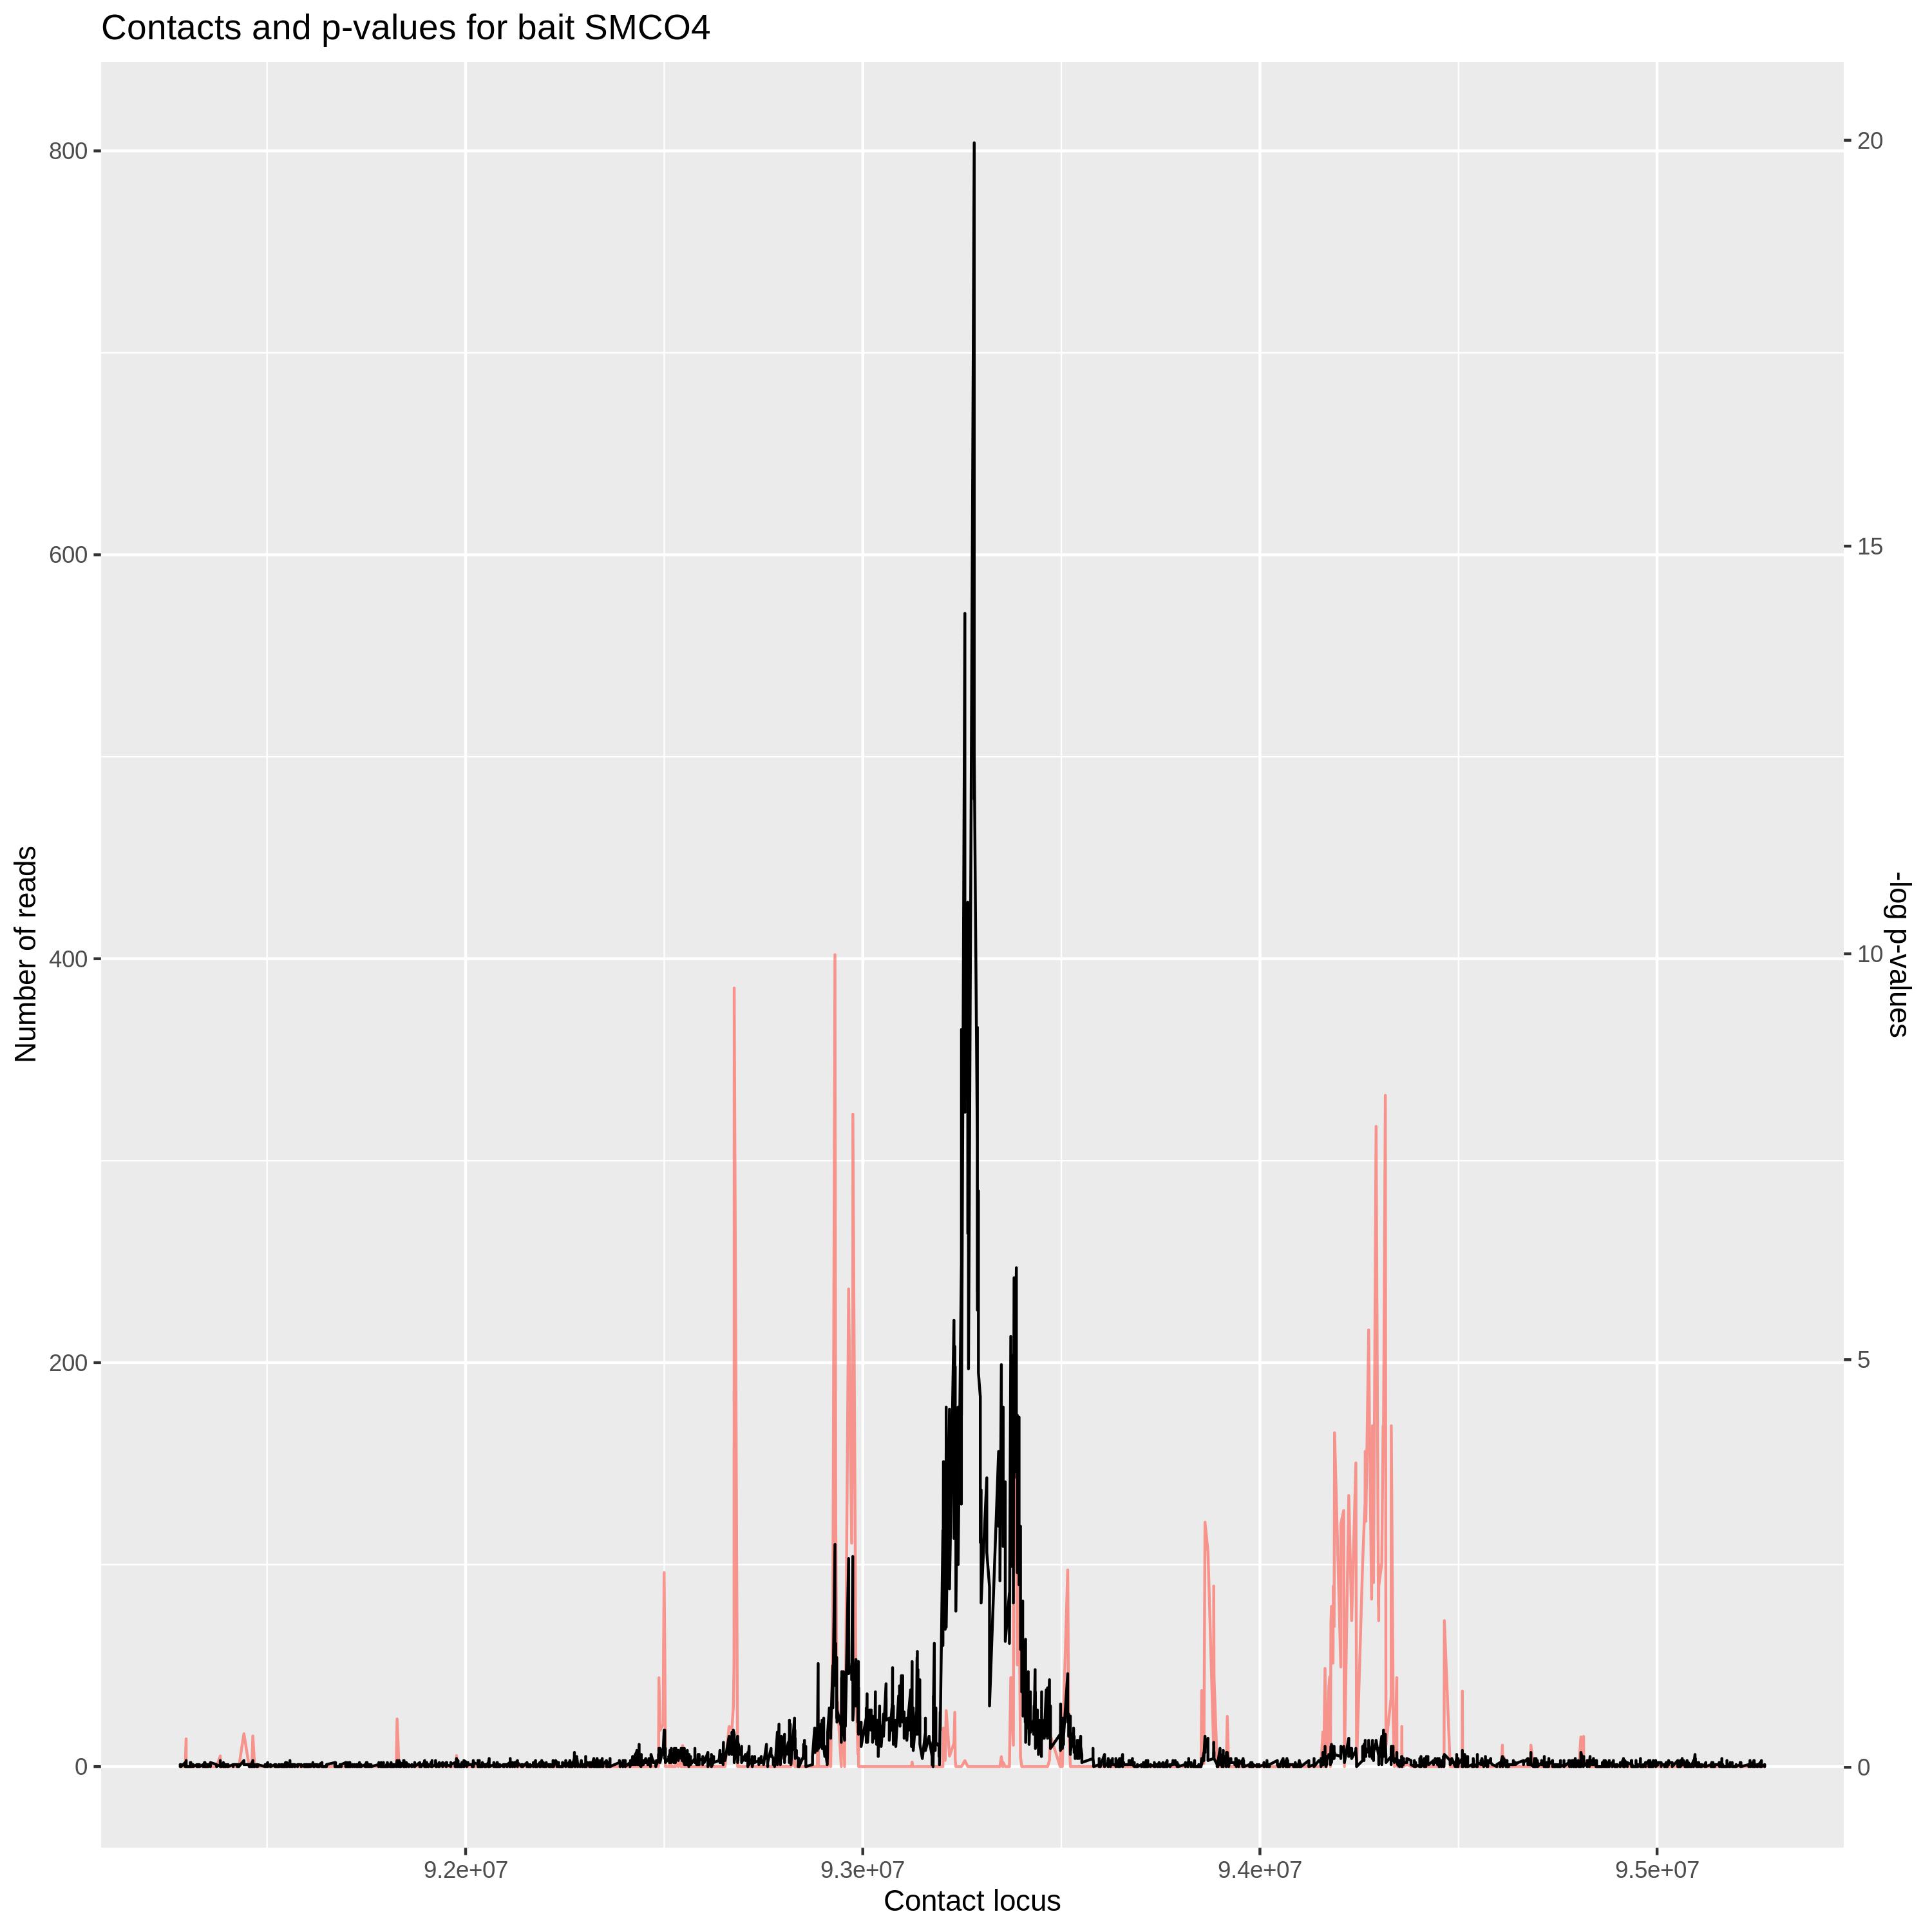 Contacts and p-values for bait SMCO4
800
600
400
200
0
Number of reads
20
15
10
5
0
-log p-values
9.2e+07
9.3e+07
9.4e+07
9.5e+07
Contact locus